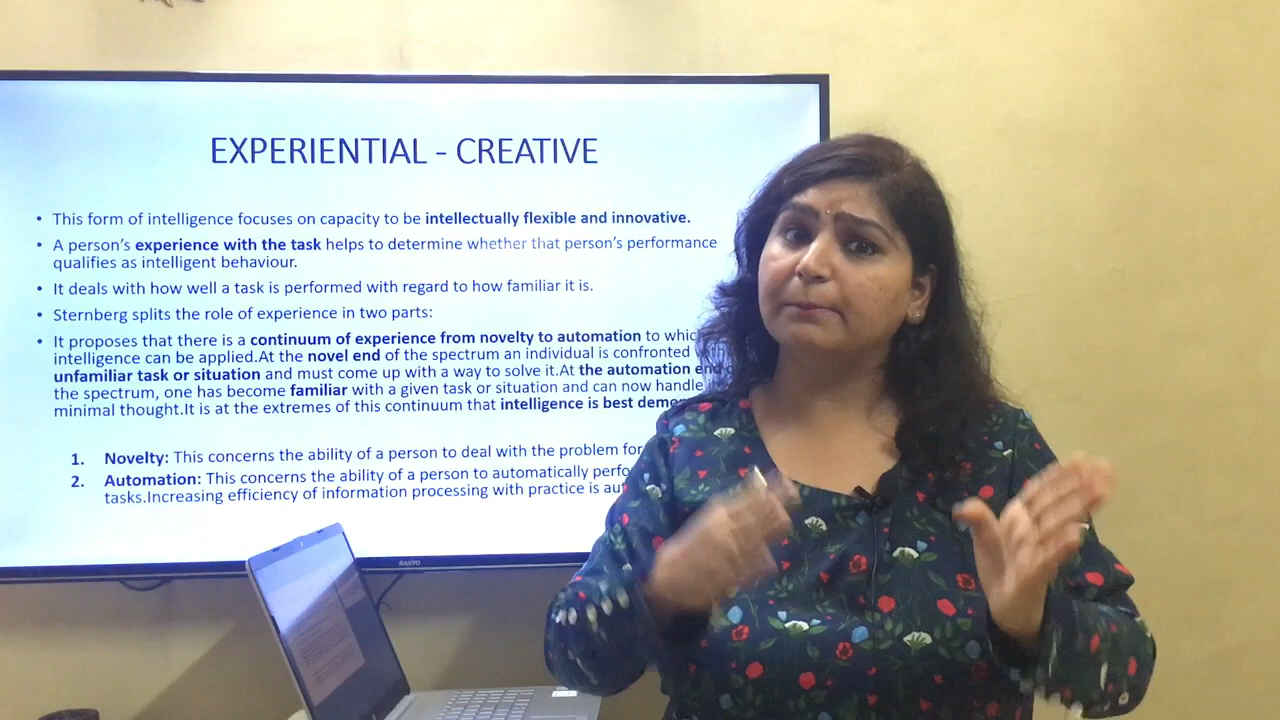 EXPERIENTIAL - CREATIVE
• This form of intelligence focuses on capacity to be intellectually flexible and innovative.
• A person's experience with the task helps to determine whether that person's performance
qualifies as intelligent behaviour.
• It deals with how well a task is performed with regard to how familiar it is.
• Sternberg splits the role of experience in two parts:
• It proposes that there is a continuum of experience from novelty to automation to which
intelligence can be applied.At the novel end of the spectrum an individual is confronted
unfamiliar task or situation and must come up with a way to solve it.At the automation end
the spectrum, one has become familiar with a given task or situation and can now handle
minimal thought.It is at the extremes of this continuum that intelligence is best
1. Novelty: This concerns the ability of a person to deal with the problem for
2. Automation: This concerns the ability of a person to automatically
tasks.Increasing efficiency of information processing with practice is
SANYO